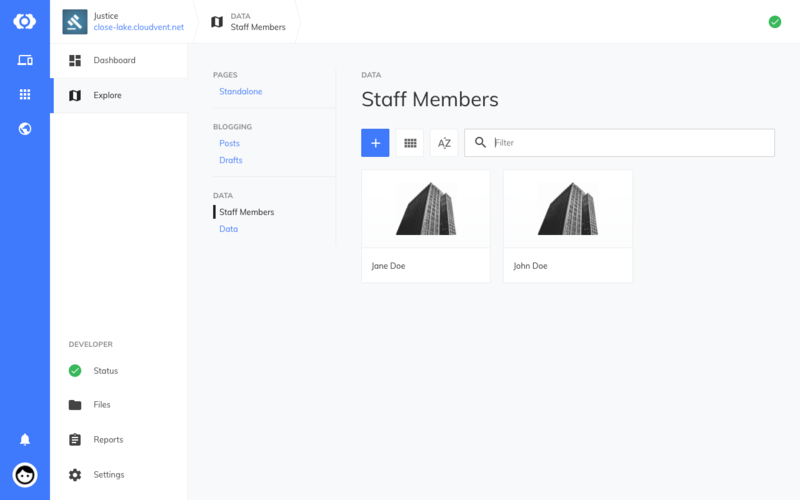 Justice
close-lake.cloudvent.net
DATA
Staff Members
Dashboard
Explore
DEVELOPER
Status
Files
Reports
Settings
PAGES
Standalone
BLOGGING
Posts
Drafts
DATA
Staff Members
Data
DATA
Staff Members
AZ
Filter
Jane Doe
John Doe